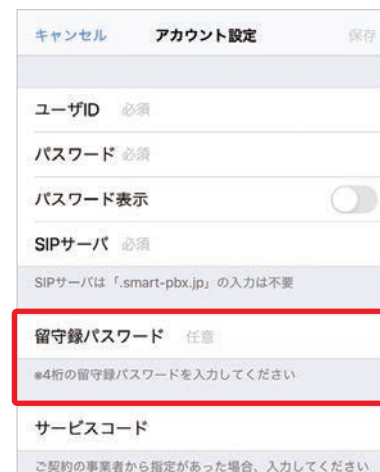 キャンセル アカウント設定 保存
ユーザID 必須
パスワード 必須
パスワード表示
SIPサーバ 必須
SIPサーバは「.smart-pbx.jp」の入力は不要
留守録パスワード 任意
※4桁の留守録パスワードを入力してください
サービスコード
ご契約の事業者から指定があった場合、入力してください